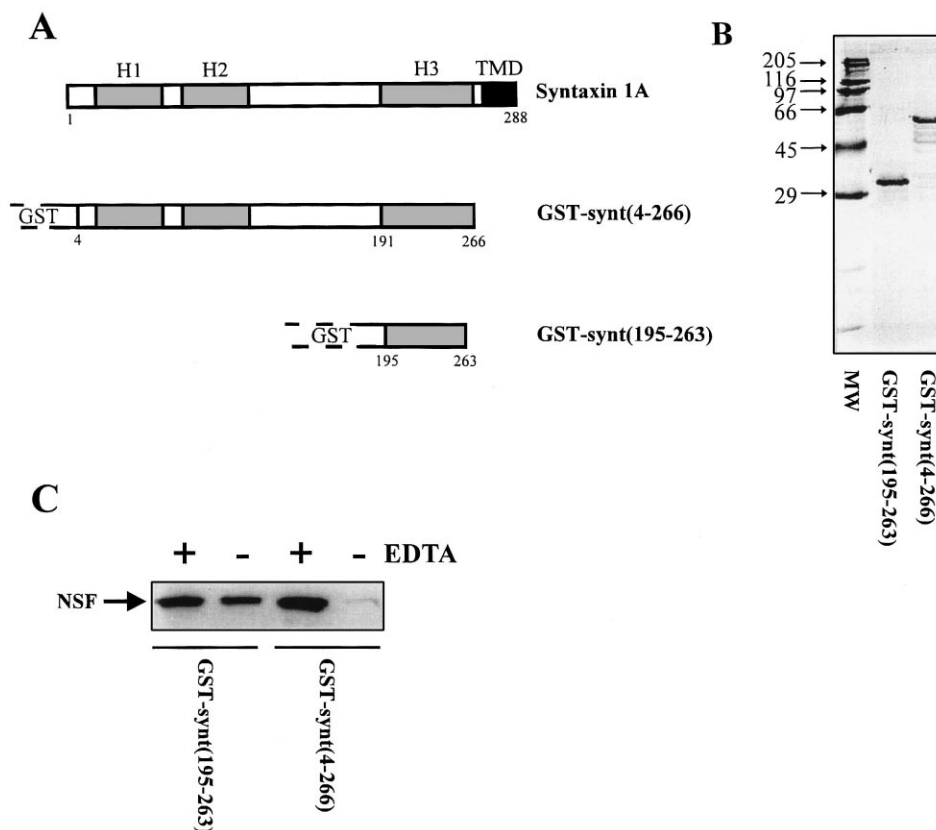 A
H1 H2 H3 TMD
Syntaxin 1A
1 288
GST
GST-synt(4-266)
4 191 266
GST
GST-synt(195-263)
195 263
B
205
116
97
66
45
29
MW
GST-synt(195-263)
GST-synt(4-266)
C
+ - + - EDTA
NSF
GST-synt(195-263)
GST-synt(4-266)